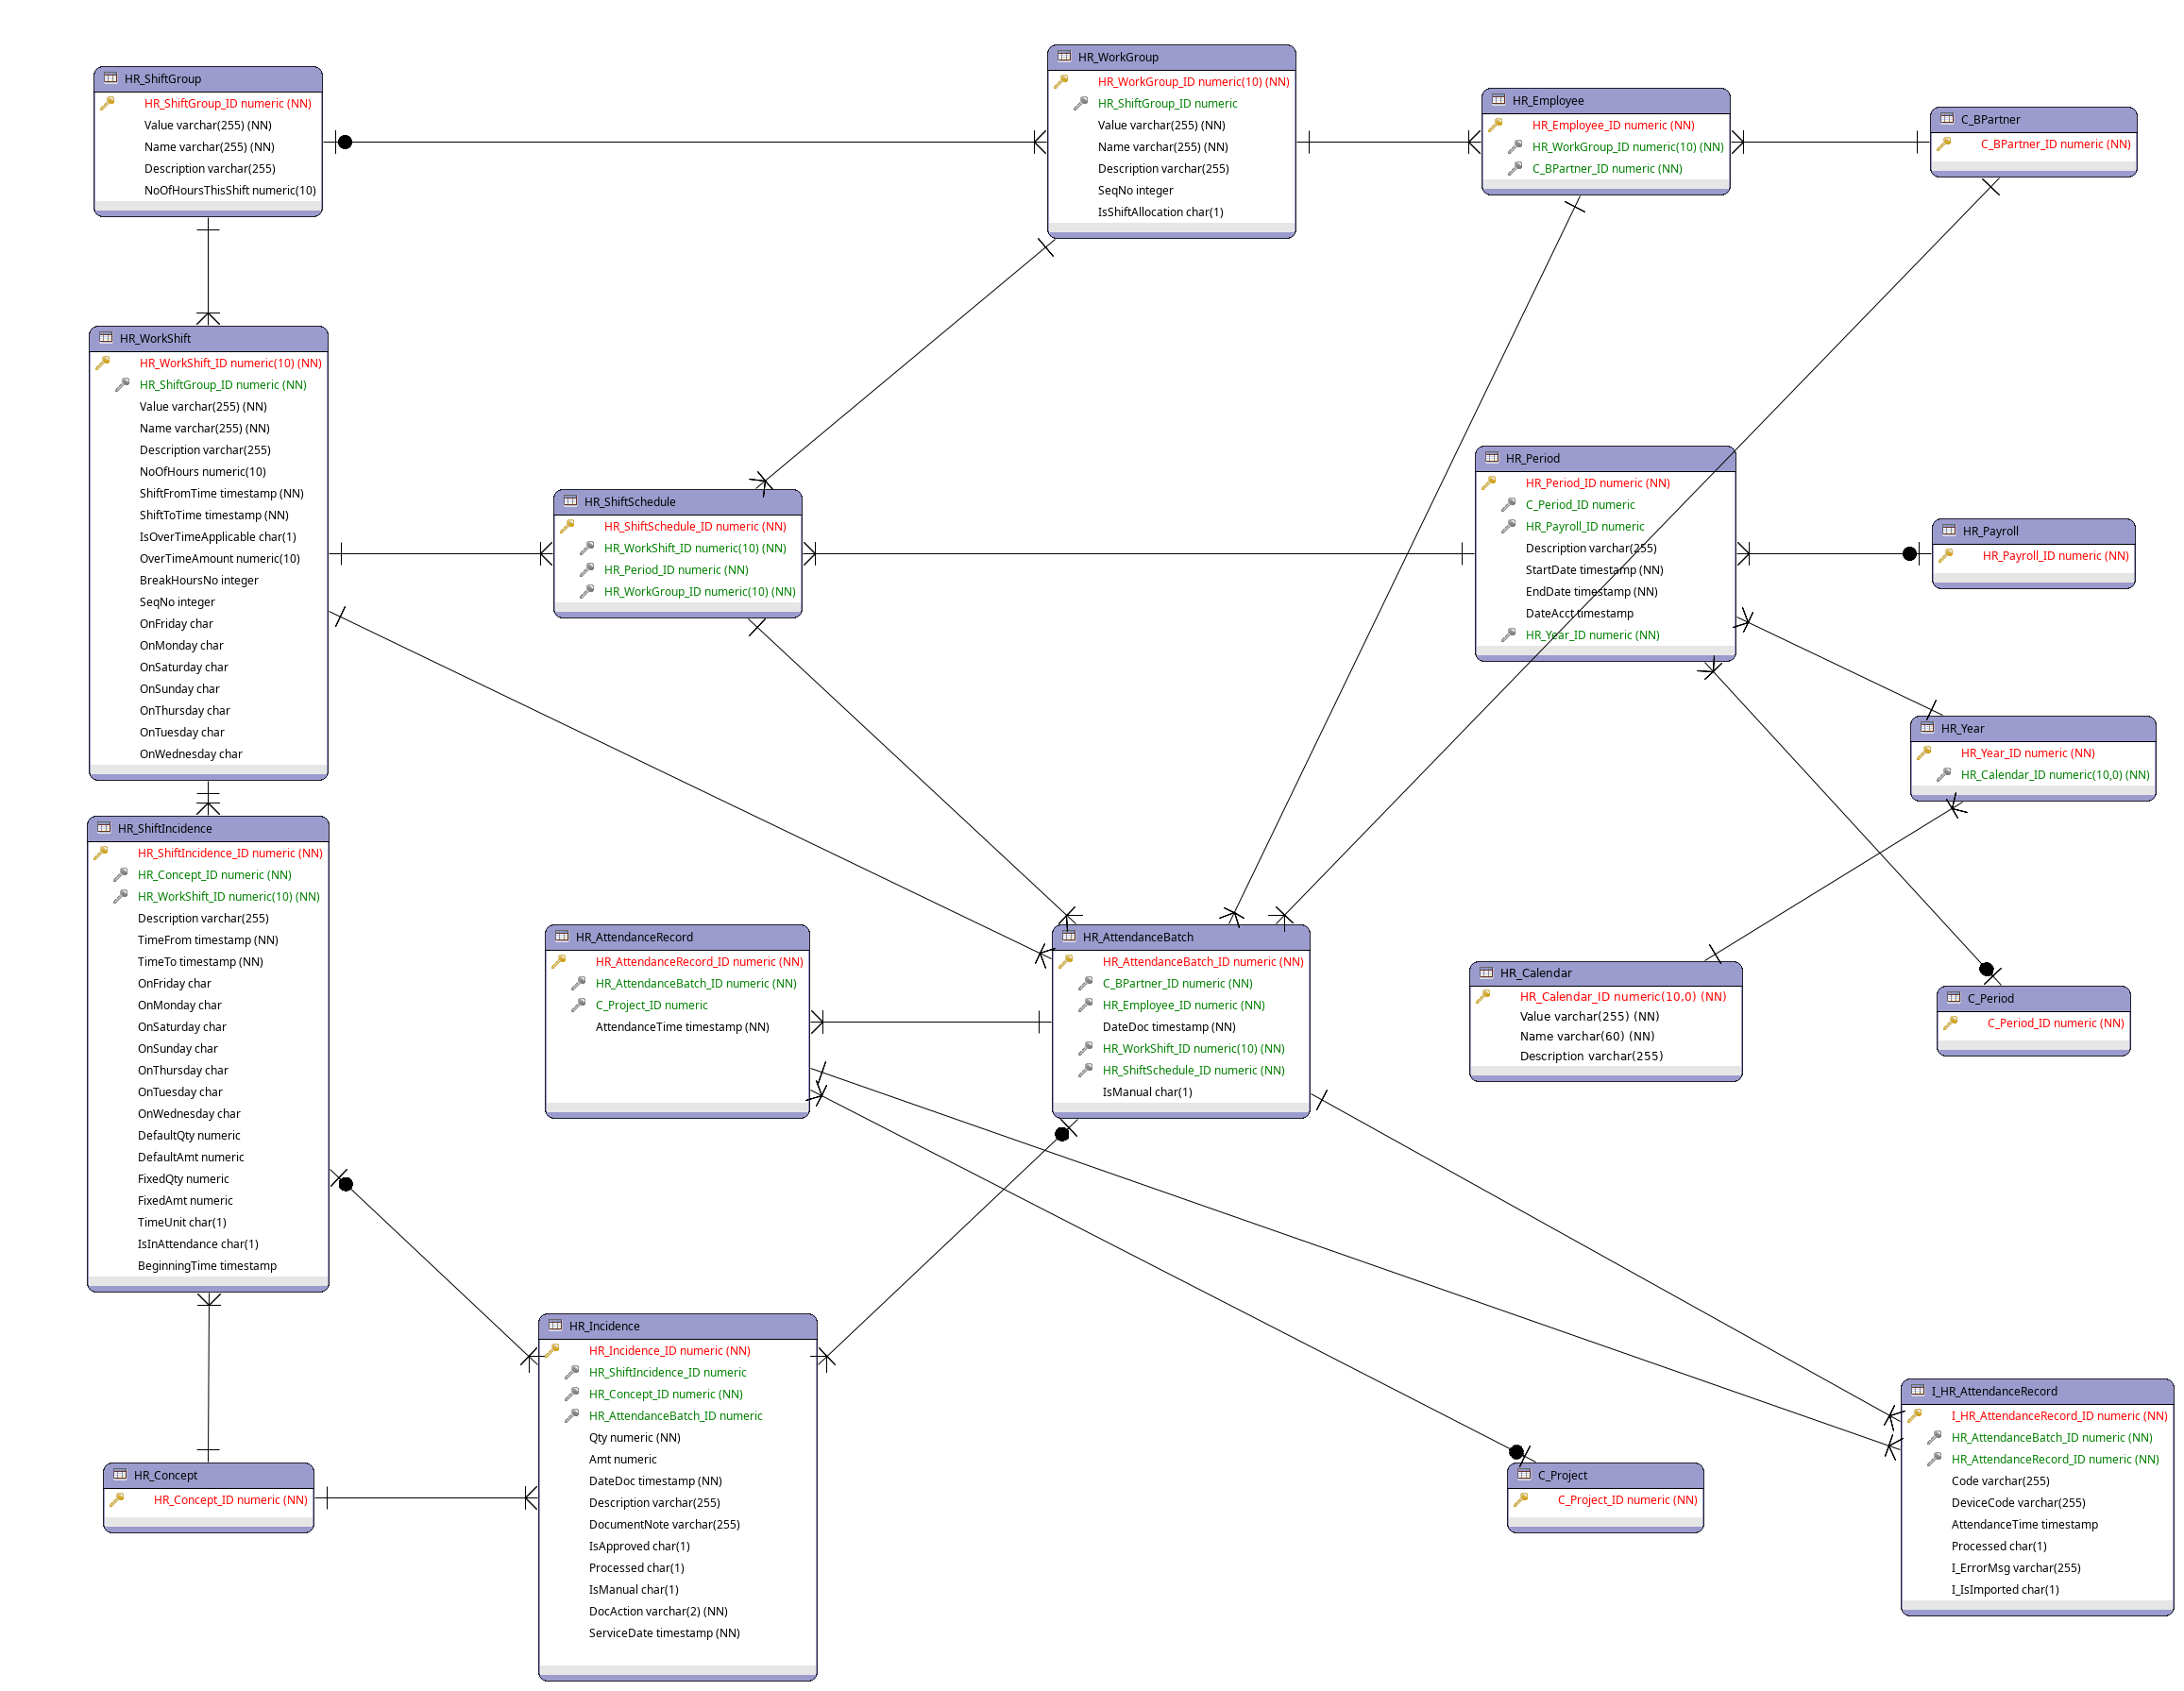 HR_ShiftGroup
HR_ShiftGroup_ID numeric (NN)
Value varchar(255) (NN)
Name varchar(255) (NN)
Description varchar(255)
NoOfHoursThisShift numeric(10)
HR_WorkGroup
HR_WorkGroup_ID numeric(10) (NN)
HR_ShiftGroup_ID numeric
Value varchar(255) (NN)
Name varchar(255) (NN)
Description varchar(255)
SeqNo integer
IsShiftAllocation char(1)
HR_Employee
HR_Employee_ID numeric (NN)
HR_WorkGroup_ID numeric(10) (NN)
C_BPartner_ID numeric (NN)
C_BPartner
C_BPartner_ID numeric (NN)
HR_WorkShift
HR_WorkShift_ID numeric(10) (NN)
HR_ShiftGroup_ID numeric (NN)
Value varchar(255) (NN)
Name varchar(255) (NN)
Description varchar(255)
NoOfHours numeric(10)
ShiftFromTime timestamp (NN)
ShiftToTime timestamp (NN)
IsOverTimeApplicable char(1)
OverTimeAmount numeric(10)
BreakHoursNo integer
SeqNo integer
OnFriday char
OnMonday char
OnSaturday char
OnSunday char
OnThursday char
OnTuesday char
OnWednesday char
HR_ShiftSchedule
HR_ShiftSchedule_ID numeric (NN)
HR_WorkShift_ID numeric(10) (NN)
HR_Period_ID numeric (NN)
HR_WorkGroup_ID numeric(10) (NN)
HR_Period
HR_Period_ID numeric (NN)
C_Period_ID numeric
HR_Payroll_ID numeric
Description varchar(255)
StartDate timestamp (NN)
EndDate timestamp (NN)
DateAcct timestamp
HR_Year_ID numeric (NN)
HR_Payroll
HR_Payroll_ID numeric (NN)
HR_Year
HR_Year_ID numeric (NN)
HR_Calendar_ID numeric(10,0) (NN)
HR_ShiftIncidence
HR_ShiftIncidence_ID numeric (NN)
HR_Concept_ID numeric (NN)
HR_WorkShift_ID numeric(10) (NN)
Description varchar(255)
TimeFrom timestamp (NN)
TimeTo timestamp (NN)
OnFriday char
OnMonday char
OnSaturday char
OnSunday char
OnThursday char
OnTuesday char
OnWednesday char
DefaultQty numeric
DefaultAmt numeric
FixedQty numeric
FixedAmt numeric
TimeUnit char(1)
IsInAttendance char(1)
BeginningTime timestamp
HR_AttendanceRecord
HR_AttendanceRecord_ID numeric (NN)
HR_AttendanceBatch_ID numeric (NN)
C_Project_ID numeric
AttendanceTime timestamp (NN)
HR_AttendanceBatch
HR_AttendanceBatch_ID numeric (NN)
C_BPartner_ID numeric (NN)
HR_Employee_ID numeric (NN)
DateDoc timestamp (NN)
HR_WorkShift_ID numeric(10) (NN)
HR_ShiftSchedule_ID numeric (NN)
IsManual char(1)
HR_Calendar
HR_Calendar_ID numeric(10,0) (NN)
Value varchar(255) (NN)
Name varchar(60) (NN)
Description varchar(255)
C_Period
C_Period_ID numeric (NN)
HR_Incidence
HR_Incidence_ID numeric (NN)
HR_ShiftIncidence_ID numeric
HR_Concept_ID numeric (NN)
HR_AttendanceBatch_ID numeric
Qty numeric (NN)
Amt numeric
DateDoc timestamp (NN)
Description varchar(255)
DocumentNote varchar(255)
IsApproved char(1)
Processed char(1)
IsManual char(1)
DocAction varchar(2) (NN)
ServiceDate timestamp (NN)
HR_Concept
HR_Concept_ID numeric (NN)
C_Project
C_Project_ID numeric (NN)
I_HR_AttendanceRecord
I_HR_AttendanceRecord_ID numeric (NN)
HR_AttendanceBatch_ID numeric (NN)
HR_AttendanceRecord_ID numeric (NN)
Code varchar(255)
DeviceCode varchar(255)
AttendanceTime timestamp
Processed char(1)
I_ErrorMsg varchar(255)
I_IsImported char(1)